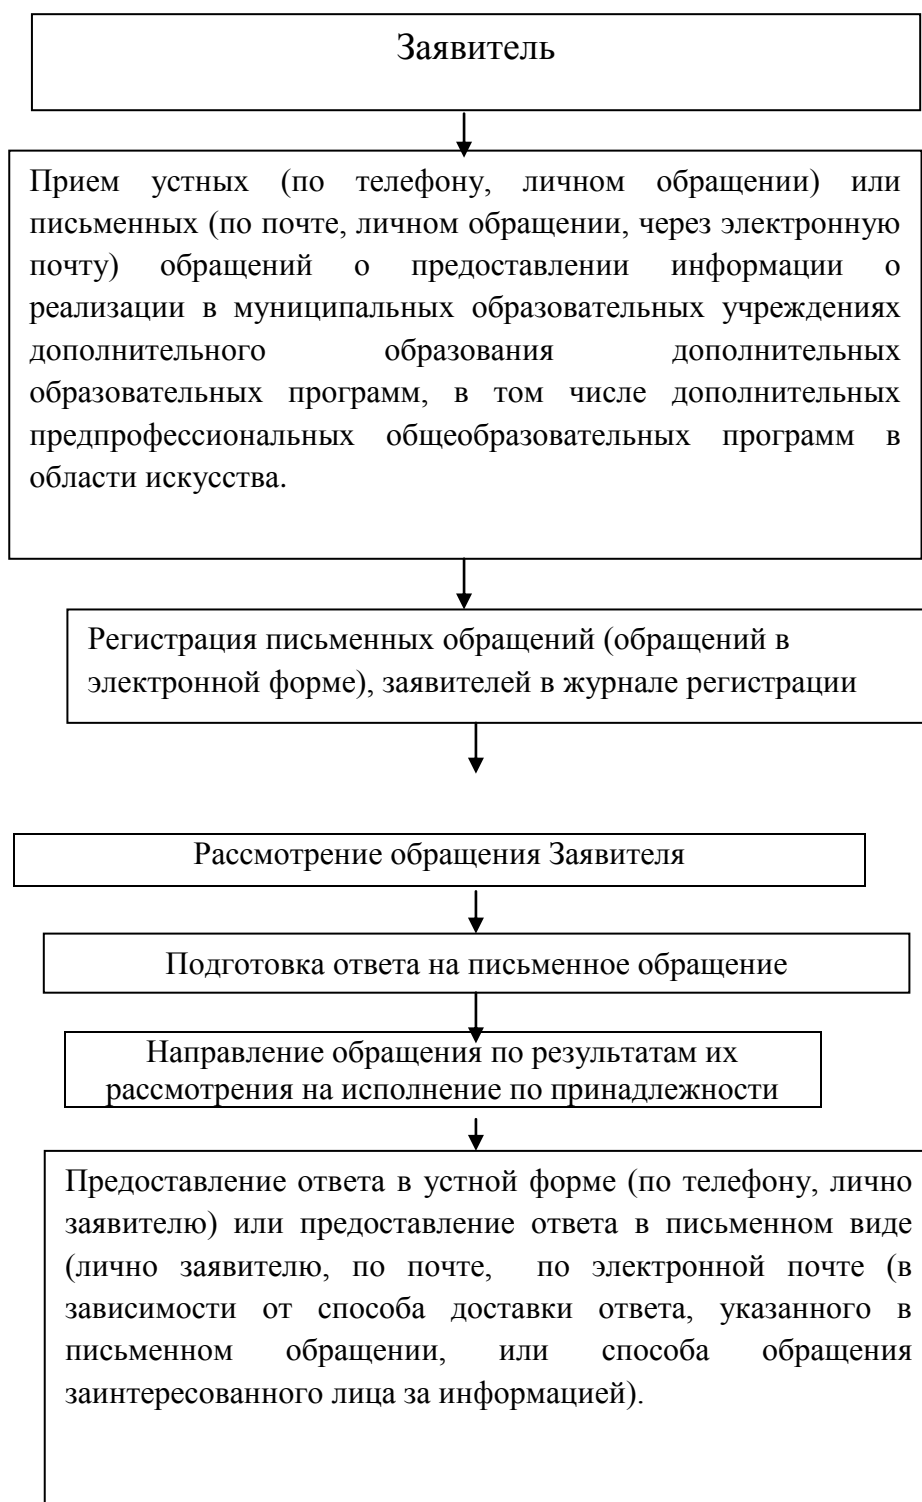 Заявитель
Прием устных (по телефону, личном обращении) или
письменных (по почте, личном обращении, через электронную
почту) обращений о предоставлении информации о
реализации в муниципальных образовательных учреждениях
дополнительного образования дополнительных
образовательных программ, в том числе дополнительных
предпрофессиональных общеобразовательных программ в
области искусства.
Регистрация письменных обращений (обращений в
электронной форме), заявителей в журнале регистрации
Рассмотрение обращения Заявителя
Подготовка ответа на письменное обращение
Направление обращения по результатам их
рассмотрения на исполнение по принадлежности
Предоставление ответа в устной форме (по телефону, лично
заявителю) или предоставление ответа в письменном виде
(лично заявителю, по почте, по электронной почте (в
зависимости от способа доставки ответа, указанного в
письменном обращении, или способа обращения
заинтересованного лица за информацией).